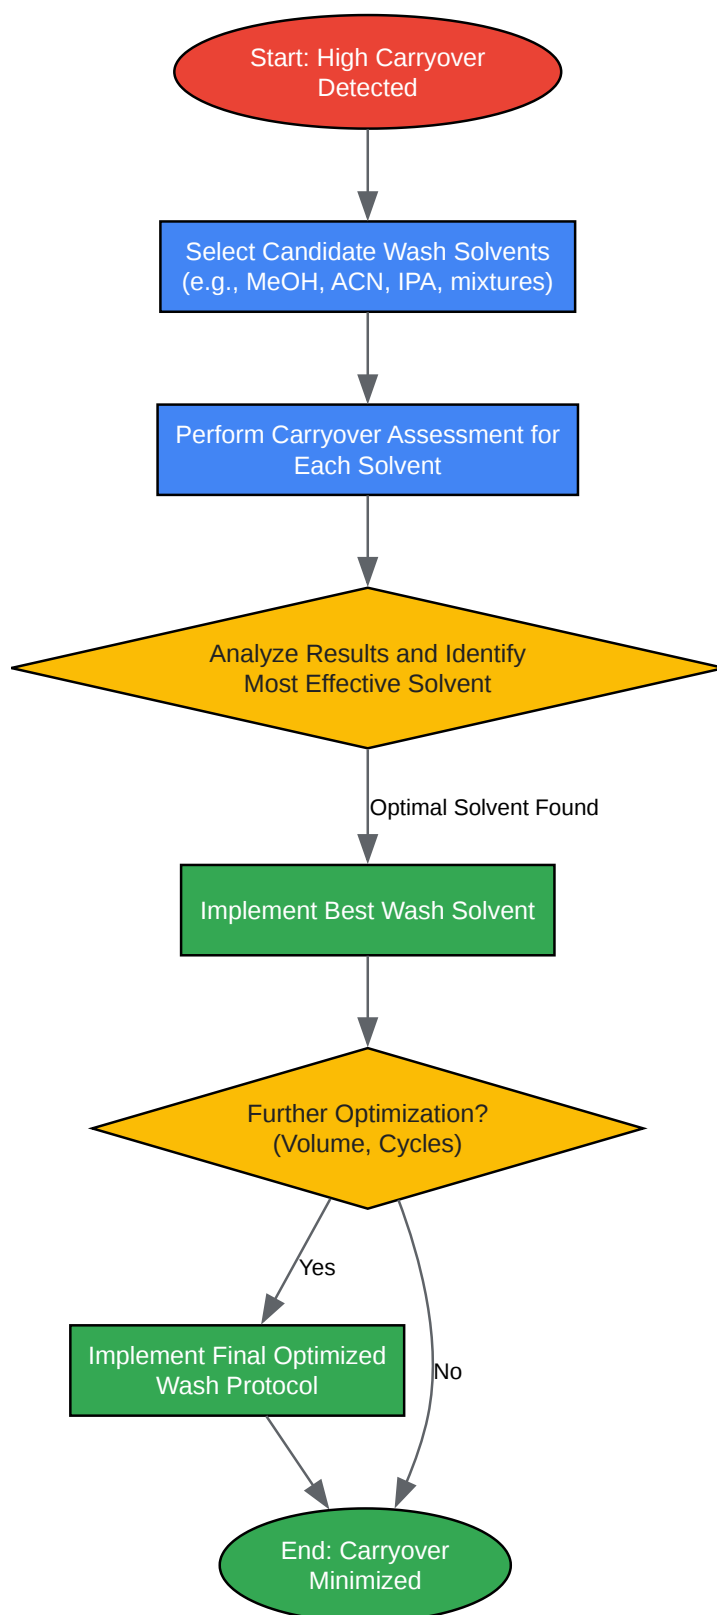 Start: High Carryover
Detected
Select Candidate Wash Solvents
(e.g., MeOH, ACN, IPA, mixtures)
Perform Carryover Assessment for
Each Solvent
Analyze Results and Identify
Most Effective Solvent
Optimal Solvent Found
Implement Best Wash Solvent
Further Optimization?
(Volume, Cycles)
Yes
Implement Final Optimized
Wash Protocol
No
End: Carryover
Minimized